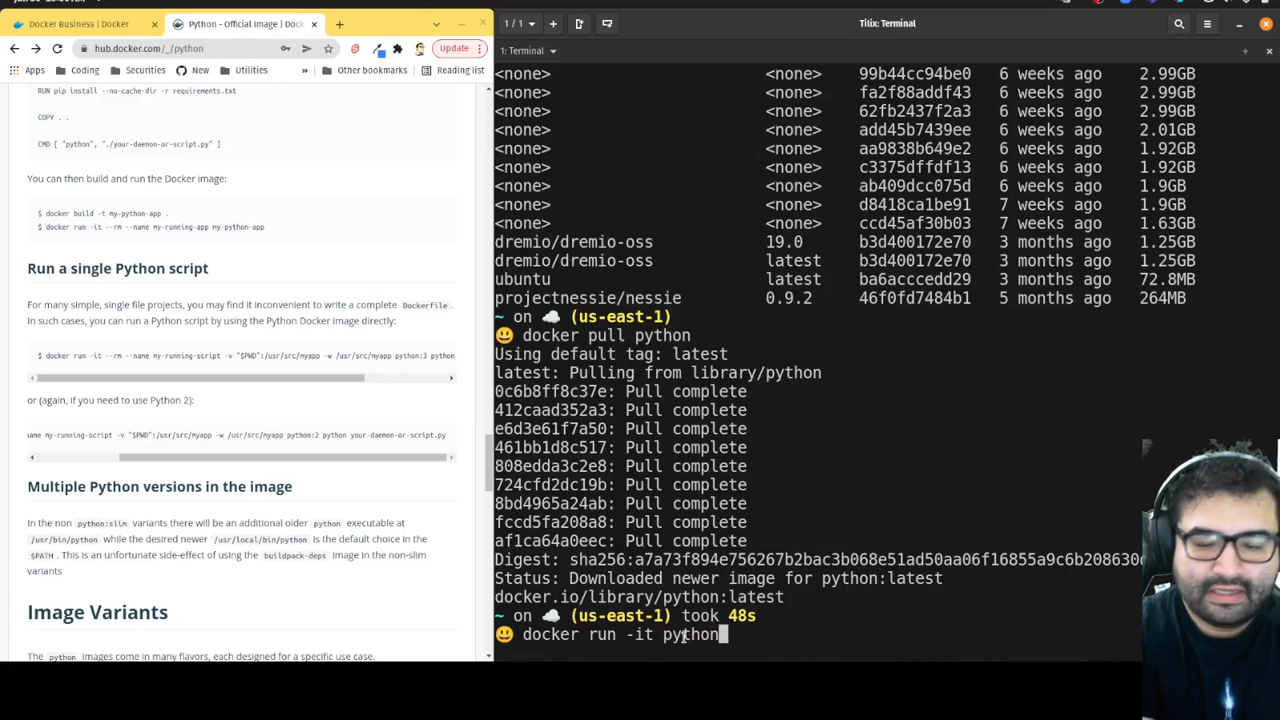 Docker Business | Docker
Python - Official Image | Dock
hub.docker.com/_/python
Update
Apps
Coding
Securities
New
Utilities
»
Other bookmarks
Reading list
RUN pip install --no-cache-dir -r requirements.txt
COPY . .
CMD [ "python", "./your-daemon-or-script.py" ]
You can then build and run the Docker image:
$ docker build -t my-python-app .
$ docker run -it --rm --name my-running-app my-python-app
Run a single Python script
For many simple, single file projects, you may find it inconvenient to write a complete Dockerfile .
In such cases, you can run a Python script by using the Python Docker image directly:
$ docker run -it --rm --name my-running-script -v "$PWD":/usr/src/myapp -w /usr/src/myapp python:3 python
or (again, if you need to use Python 2):
name my-running-script -v "$PWD":/usr/src/myapp -w /usr/src/myapp python:2 python your-daemon-or-script.py
Multiple Python versions in the image
In the non python:slim variants there will be an additional older python executable at
/usr/bin/python while the desired newer /usr/local/bin/python is the default choice in the
$PATH . This is an unfortunate side-effect of using the buildpack-deps image in the non-slim
variants
Image Variants
The python images come in many flavors, each designed for a specific use case.
1 / 1
Tilix: Terminal
1: Terminal
<none> <none> 99b44cc94be0 6 weeks ago 2.99GB
<none> <none> fa2f88addf43 6 weeks ago 2.99GB
<none> <none> 62fb2437f2a3 6 weeks ago 2.99GB
<none> <none> add45b7439ee 6 weeks ago 2.01GB
<none> <none> aa9838b649e2 6 weeks ago 1.92GB
<none> <none> c3375dffdf13 6 weeks ago 1.92GB
<none> <none> ab409dcc075d 6 weeks ago 1.9GB
<none> <none> d8418ca1be91 7 weeks ago 1.9GB
<none> <none> ccd45af30b03 7 weeks ago 1.63GB
dremio/dremio-oss 19.0 b3d400172e70 3 months ago 1.25GB
dremio/dremio-oss latest b3d400172e70 3 months ago 1.25GB
ubuntu latest ba6acccedd29 3 months ago 72.8MB
projectnessie/nessie 0.9.2 46f0fd7484b1 5 months ago 264MB
~ on ☁️ (us-east-1)
😃 docker pull python
Using default tag: latest
latest: Pulling from library/python
0c6b8ff8c37e: Pull complete
412caad352a3: Pull complete
e6d3e61f7a50: Pull complete
461bb1d8c517: Pull complete
808edda3c2e8: Pull complete
724cfd2dc19b: Pull complete
8bd4965a24ab: Pull complete
fccd5fa208a8: Pull complete
af1ca64a0eec: Pull complete
Digest: sha256:a7a73f894e756267b2bac3b068e51ad50aa06f16855a9c6b208630
Status: Downloaded newer image for python:latest
docker.io/library/python:latest
~ on ☁️ (us-east-1) took 48s
😃 docker run -it python